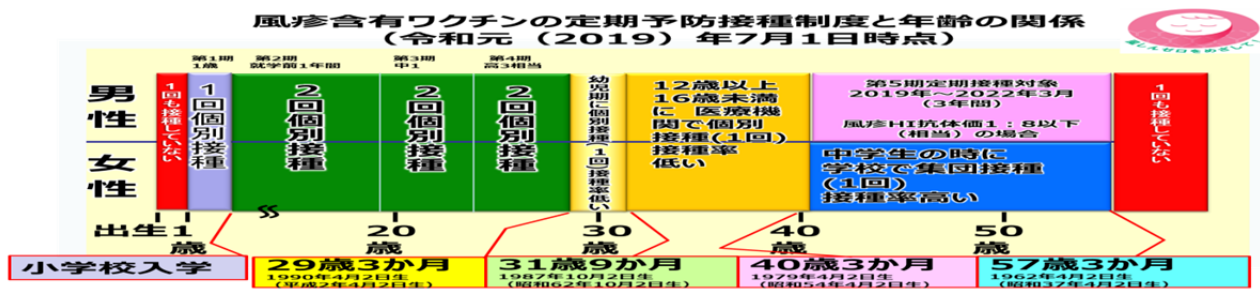 風疹含有ワクチンの定期予防接種制度と年齢の関係
(令和元（2019）年7月1日時点)
第1期
1歳
第2期
就学前1年間
第3期
中1
第4期
高3相当
男性
女性
1回も接種していない
1回個別接種
2回個別接種
2回個別接種
2回個別接種
幼児期に個別接種(1回)接種率低い
12歳以上
16歳未満
に 医療機
関で個別
接種(1回)
接種率
低い
第5期定期接種対象
2019年～2022年3月
(3年間)
風疹HI抗体価1：8以下
(相当) の場合
中学生の時に
学校で集団接種
(1回)
接種率高い
1回も接種していない
出生 1歳 20歳 30歳 40歳 50歳
小学校入学
29歳3か月
1990年4月2日生
(平成2年4月2日生)
31歳9か月
1987年10月2日生
(昭和62年10月2日生)
40歳3か月
1979年4月2日生
(昭和54年4月2日生)
57歳3か月
1962年4月2日生
(昭和37年4月2日生)